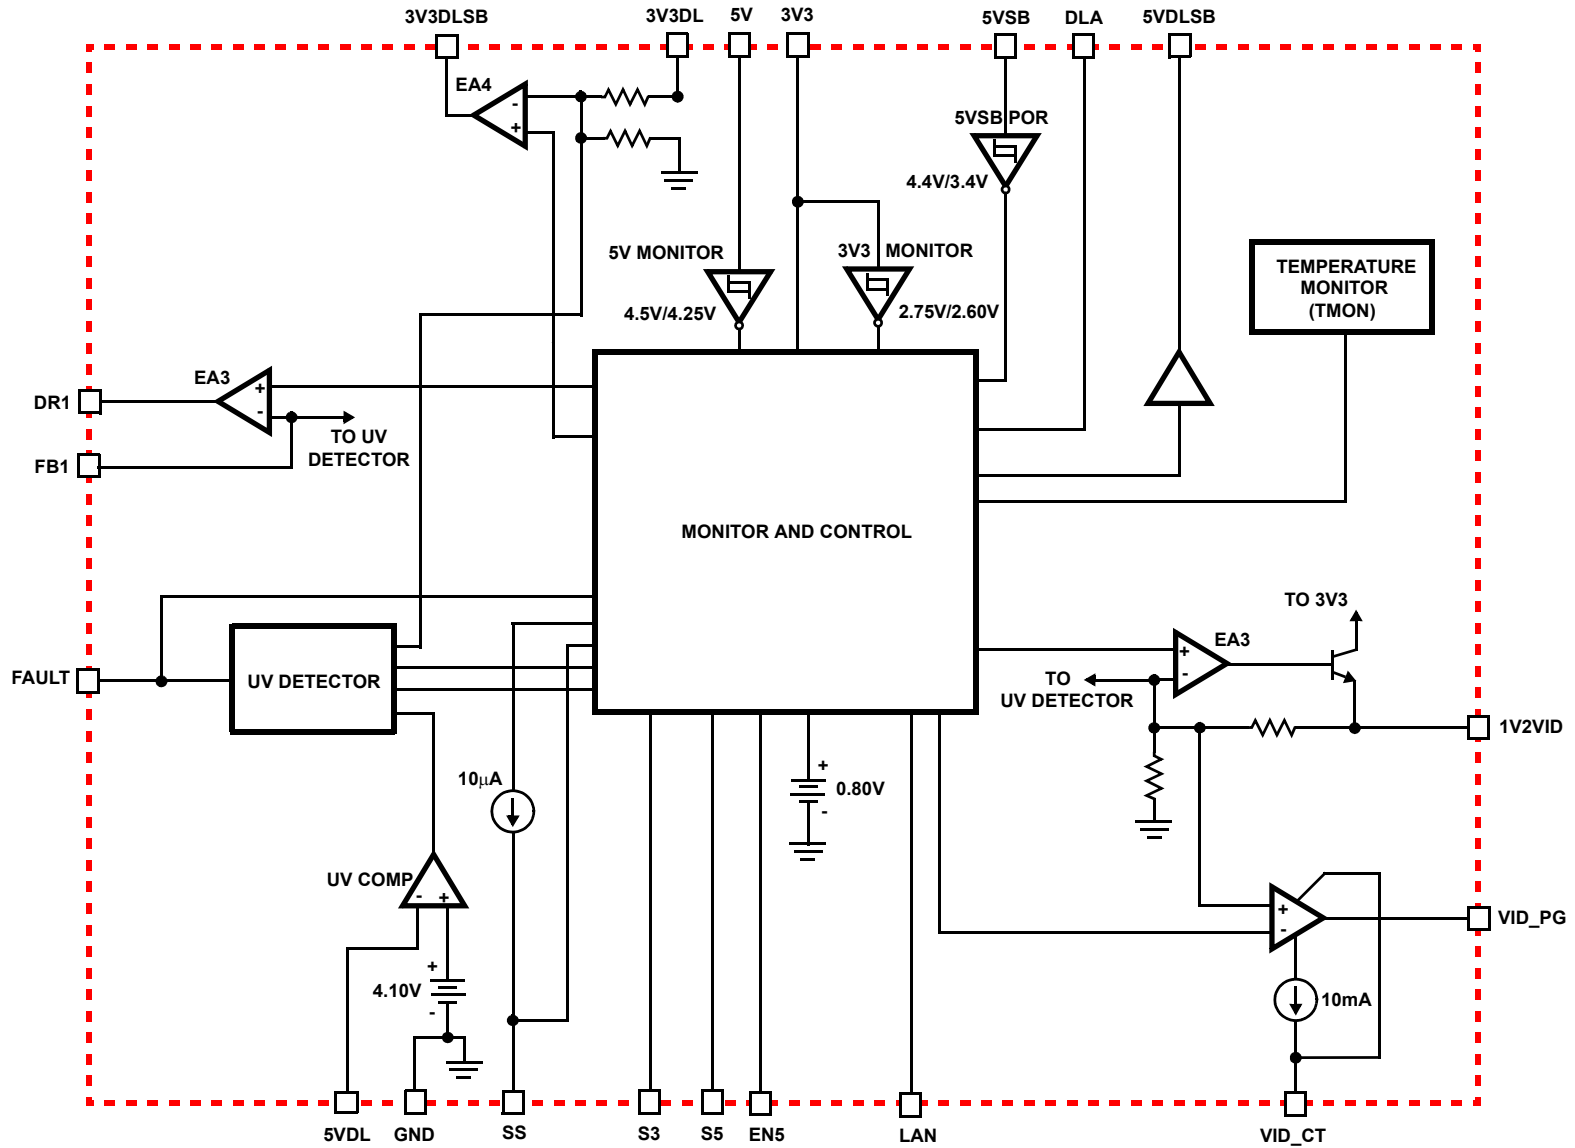 3V3DLSB 3V3DL 5V 3V3 5VSB DLA 5VDLSB
EA4
-
+
5VSB POR
4.4V/3.4V
5V MONITOR
4.5V/4.25V
3V3 MONITOR
2.75V/2.60V
TEMPERATURE
MONITOR
(TMON)
EA3
+
-
DR1
TO UV
DETECTOR
FB1
MONITOR AND CONTROL
TO 3V3
EA3
+
-
TO
UV DETECTOR
FAULT
UV DETECTOR
1V2VID
10μA
+
0.80V
-
UV COMP
- +
+
-
VID_PG
+
4.10V
-
10mA
5VDL GND SS S3 S5 EN5 LAN VID_CT